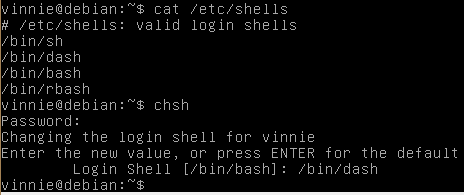 vinnie@debian:~$ cat /etc/shells
# /etc/shells: valid login shells
/bin/sh
/bin/dash
/bin/bash
/bin/rbash
vinnie@debian:~$ chsh
Password:
Changing the login shell for vinnie
Enter the new value, or press ENTER for the default
        Login Shell [/bin/bash]: /bin/dash
vinnie@debian:~$